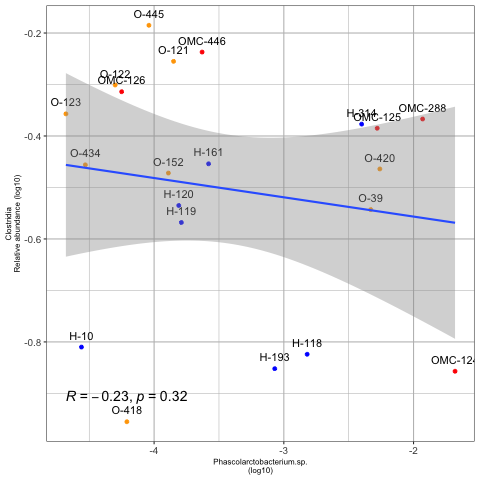 O-445
-0.2
OMC-446
O-121
O-122
OMC-126
O-123
H-314
OMC-288
OMC-125
-0.4
O-434
O-152
H-161
O-420
H-120
O-39
H-119
Clostridia
Relative abundance (log10)
-0.6
-0.8
H-10
H-193
H-118
OMC-124
R = − 0.23, p = 0.32
O-418
-4
-3
-2
Phascolarctobacterium.sp.
(log10)